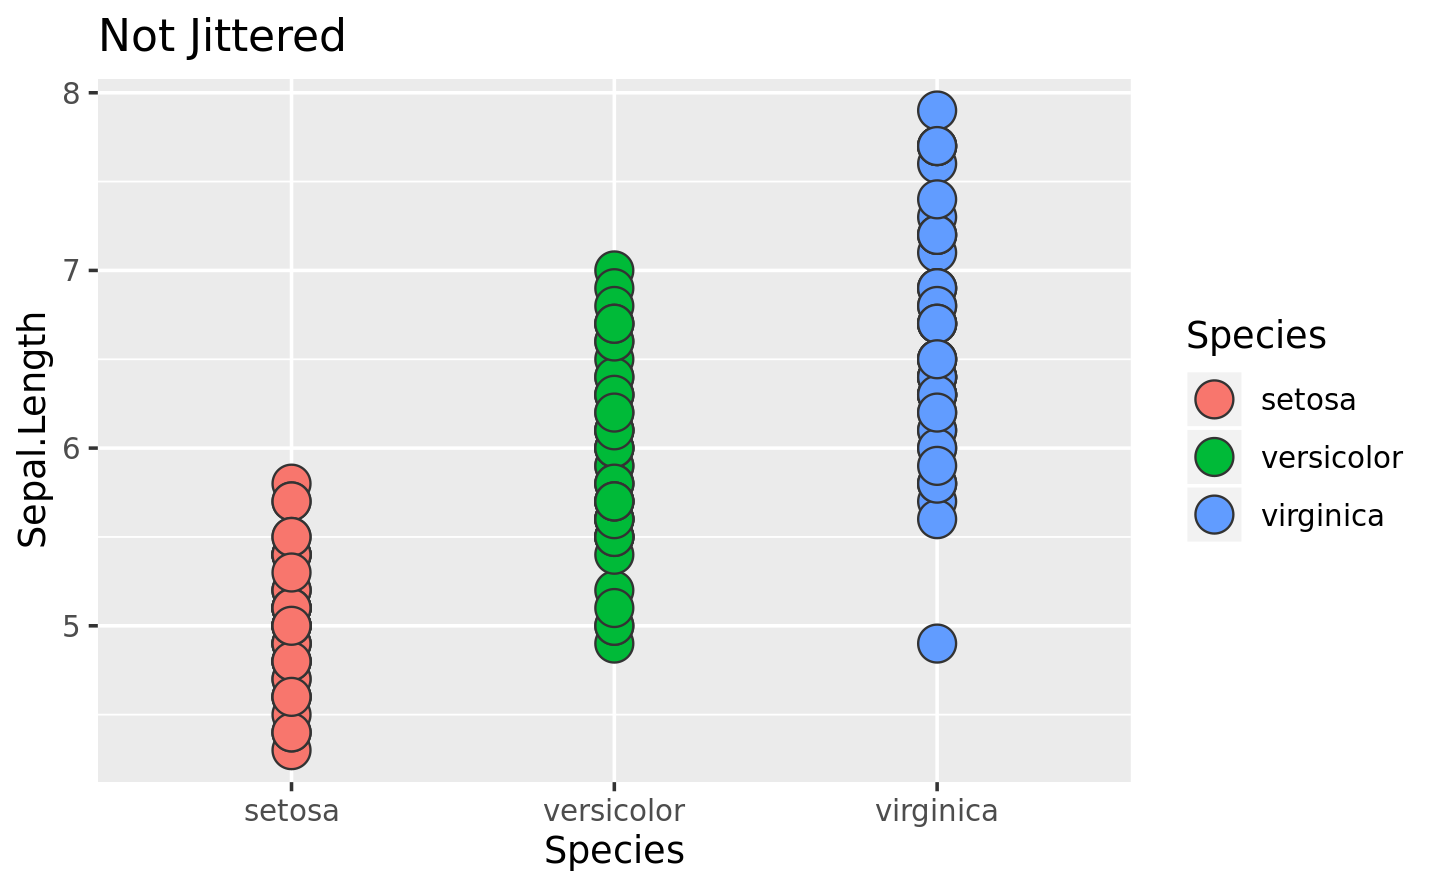 Not Jittered
8
7
6
5
Sepal.Length
setosa
versicolor
virginica
Species
Species
setosa
versicolor
virginica